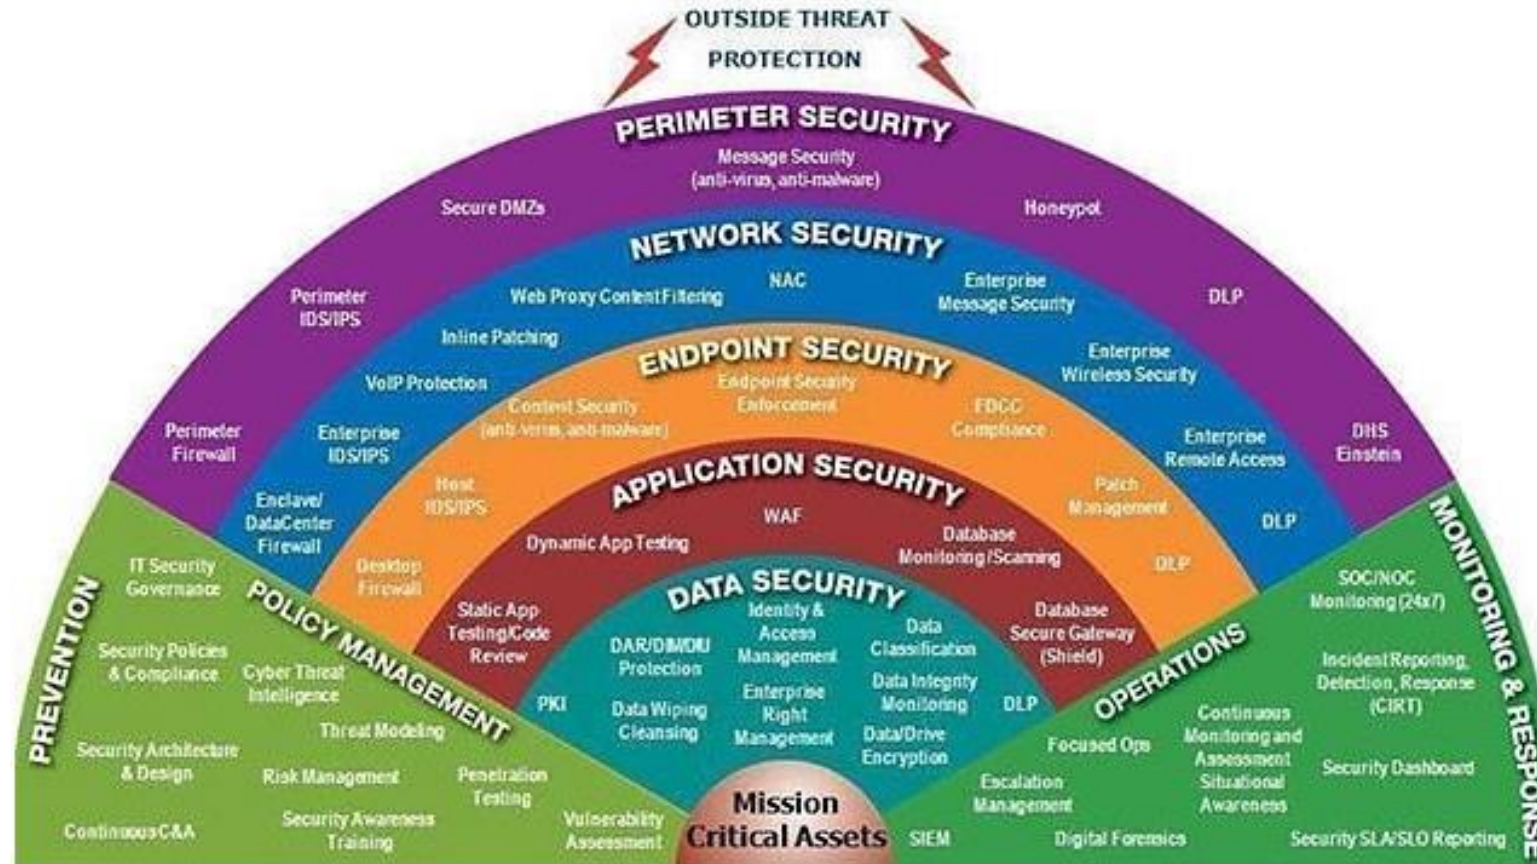 OUTSIDE THREAT
PROTECTION
PERIMETER SECURITY
Message Security
(anti-virus, anti-malware)
Secure DMZs
Honeypot
Perimeter
IDS/IPS
DLP
Perimeter
Firewall
DHS
Einstein
NETWORK SECURITY
NAC
Web Proxy Content Filtering
Enterprise
Message Security
Inline Patching
Enterprise
Wireless Security
VoIP Protection
Enterprise
IDS/IPS
Enterprise
Remote Access
Enclave/
DataCenter
Firewall
DLP
ENDPOINT SECURITY
Endpoint Security
Enforcement
Content Security
(anti-virus, anti-malware)
FDCC
Compliance
Host
IDS/IPS
Patch
Management
Desktop
Firewall
DLP
APPLICATION SECURITY
WAF
Dynamic App Testing
Database
Monitoring/Scanning
Static App
Testing/Code
Review
Database
Secure Gateway
(Shield)
DATA SECURITY
Identity &
Access
Management
DAR/DIM/DIU
Protection
Data
Classification
PKI
Data Wiping
Cleansing
Enterprise
Right
Management
Data Integrity
Monitoring
DLP
Data/Drive
Encryption
Mission
Critical Assets
PREVENTION
POLICY MANAGEMENT
IT Security
Governance
Security Policies
& Compliance
Cyber Threat
Intelligence
Threat Modeling
Security Architecture
& Design
Risk Management
Penetration
Testing
Continuous C&A
Security Awareness
Training
Vulnerability
Assessment
OPERATIONS
MONITORING & RESPONSE
SOC/NOC
Monitoring (24x7)
Incident Reporting,
Detection, Response
(CIRT)
Focused Ops
Continuous
Monitoring and
Assessment
Situational
Awareness
Security Dashboard
Escalation
Management
SIEM
Digital Forensics
Security SLA/SLO Reporting